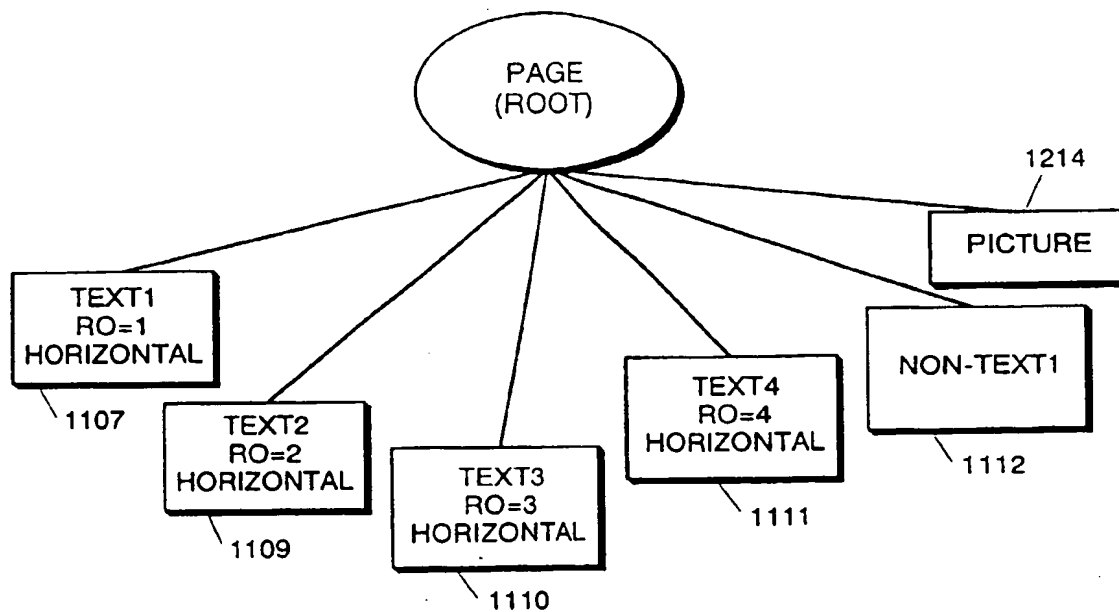 PAGE
(ROOT)
1214
PICTURE
TEXT1
RO=1
HORIZONTAL
1107
TEXT2
RO=2
HORIZONTAL
1109
TEXT3
RO=3
HORIZONTAL
1110
TEXT4
RO=4
HORIZONTAL
1111
NON-TEXT1
1112